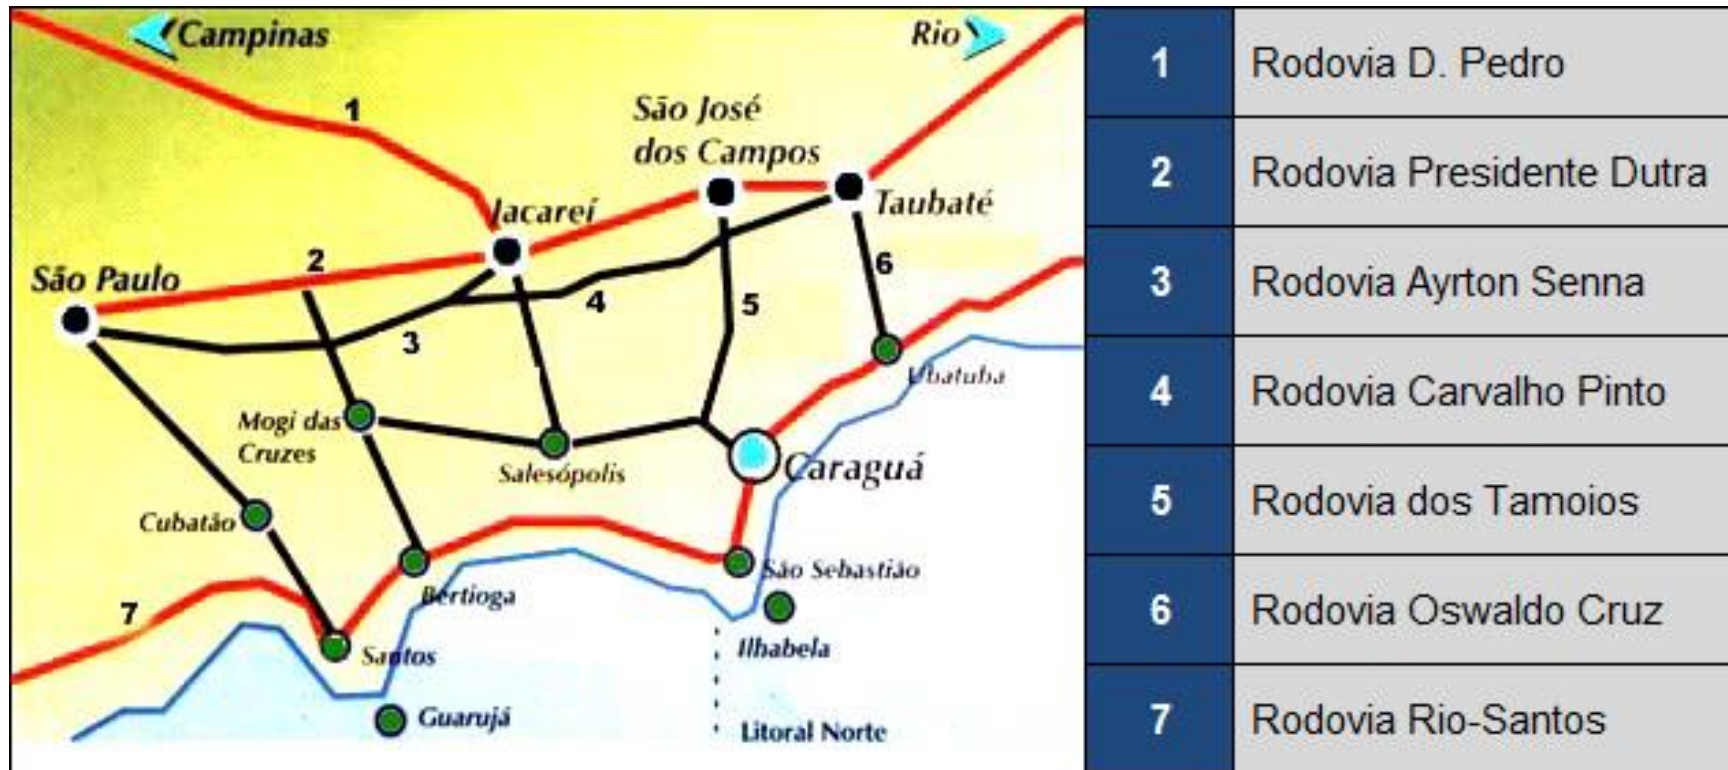 Campinas
Rio
1
São José
dos Campos
Jacareí
Taubaté
São Paulo
2
6
4
5
3
Ubatuba
Mogi das
Cruzes
Salesópolis
Caraguá
Cubatão
São Sebastião
Bertioga
7
Santos
Ilhabela
Guarujá
Litoral Norte
1 Rodovia D. Pedro
2 Rodovia Presidente Dutra
3 Rodovia Ayrton Senna
4 Rodovia Carvalho Pinto
5 Rodovia dos Tamoios
6 Rodovia Oswaldo Cruz
7 Rodovia Rio-Santos